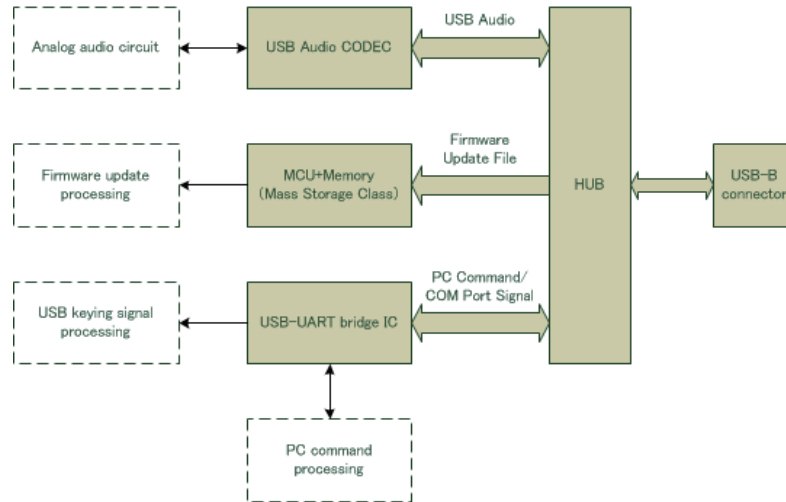 USB Audio
Analog audio circuit
USB Audio CODEC
Firmware
Update File
Firmware update
processing
MCU+Memory
(Mass Storage Class)
HUB
USB-B
connector
PC Command/
COM Port Signal
USB keying signal
processing
USB-UART bridge IC
PC command
processing